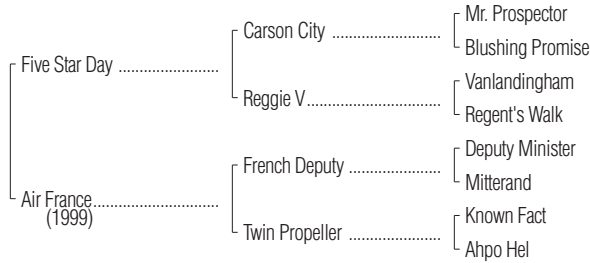 Mr. Prospector
Carson City ....................
Blushing Promise
Five Star Day ..................
Vanlandingham
Reggie V.........................
Regent's Walk
Deputy Minister
French Deputy .................
Mitterand
Air France.......................
(1999)
Known Fact
Twin Propeller .................
Ahpo Hel